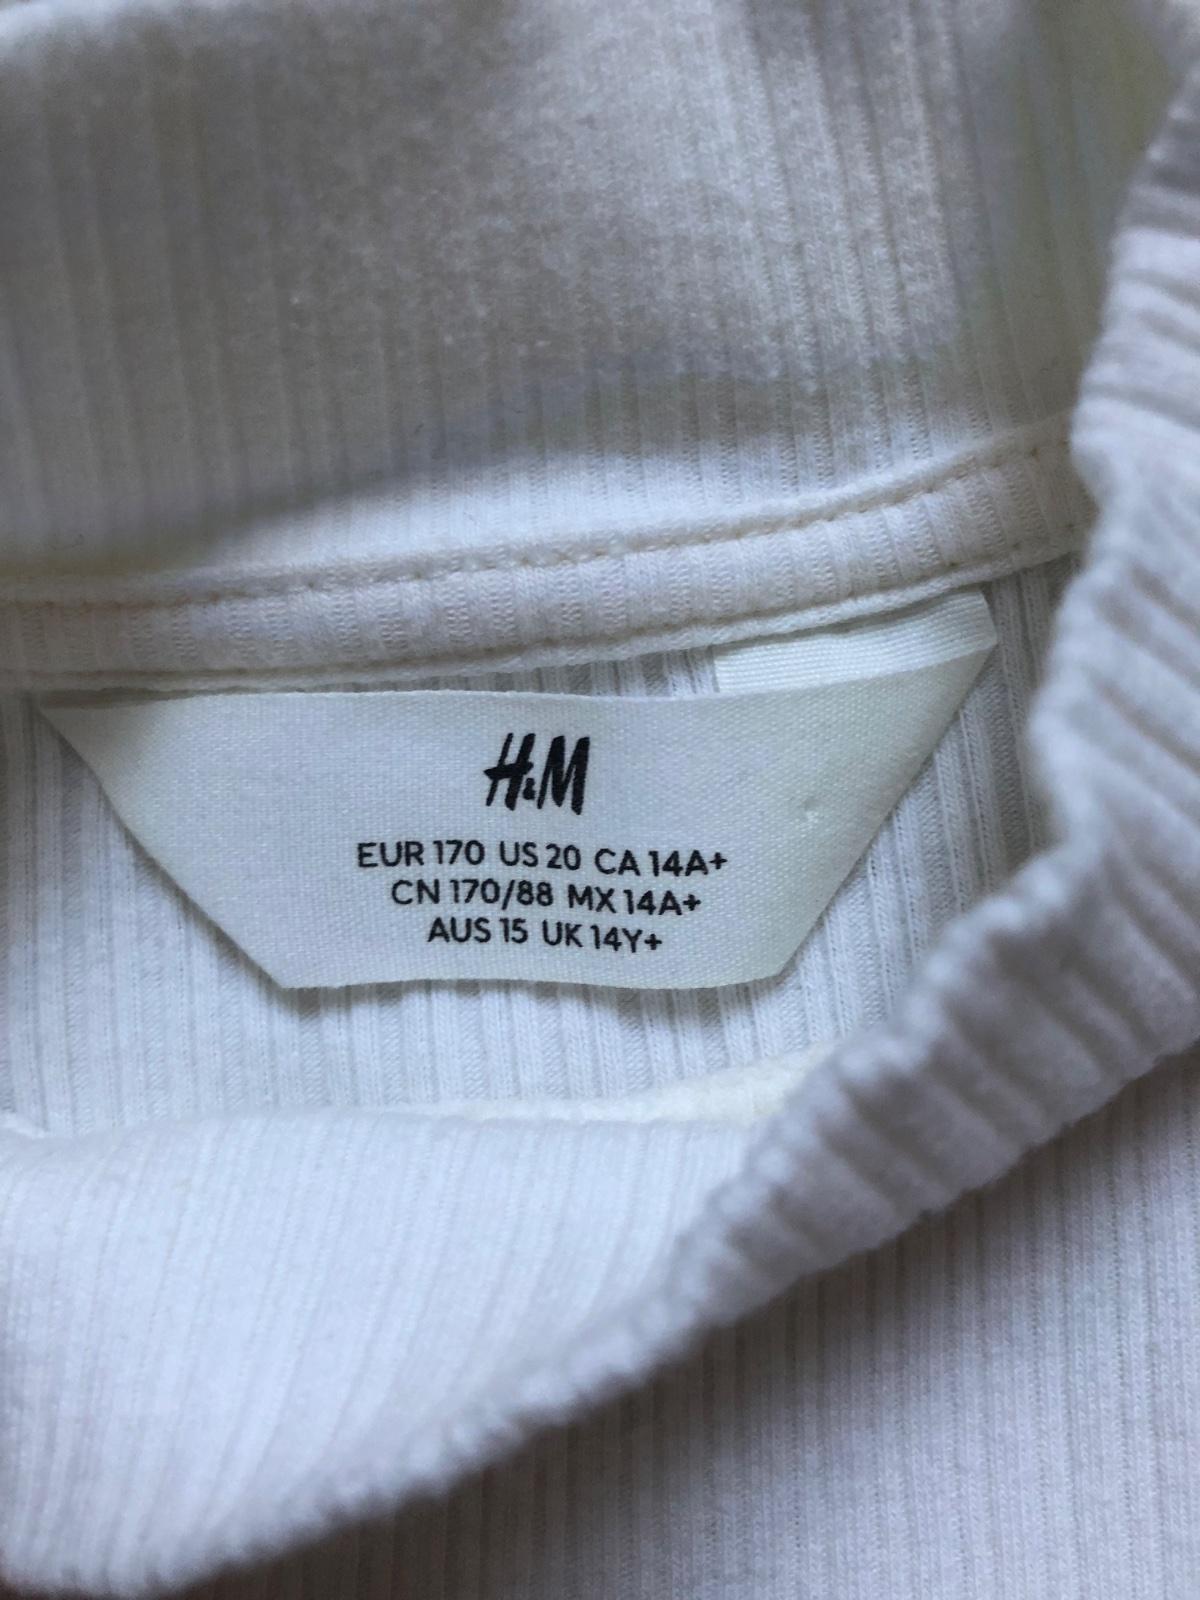 H&M
EUR 170 US 20 CA 14A+
CN 170/88 MX 14A+
AUS 15 UK 14Y+